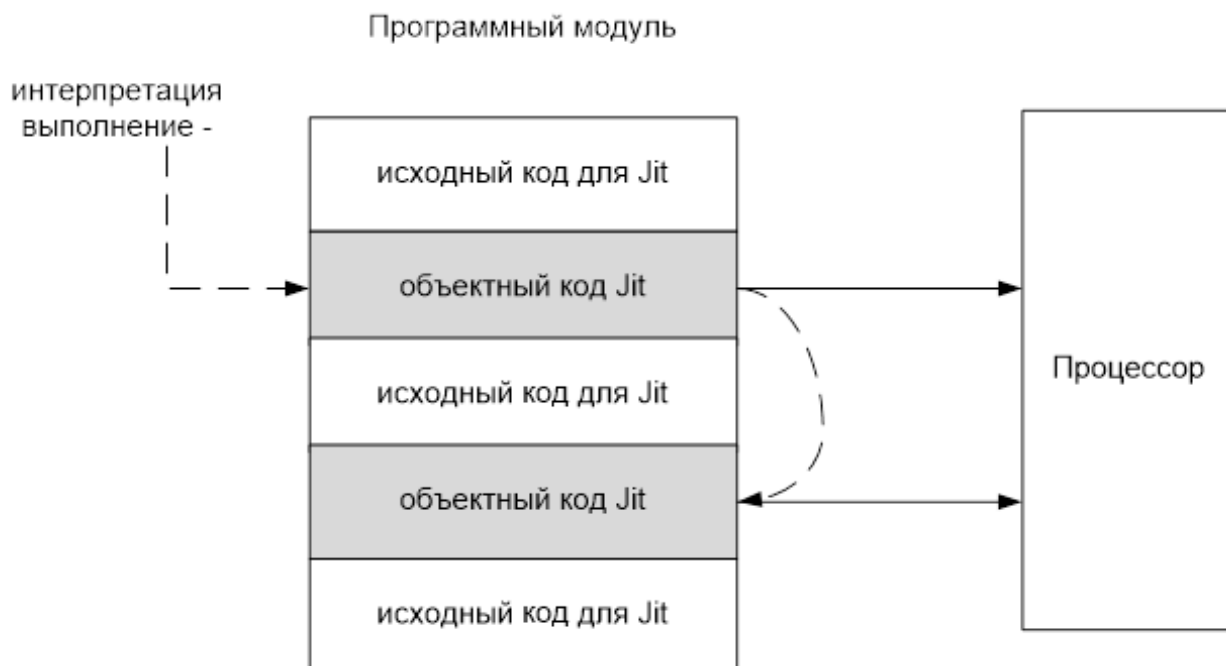 Программный модуль
интерпретация
выполнение -
исходный код для Jit
объектный код Jit
исходный код для Jit
Процессор
объектный код Jit
исходный код для Jit